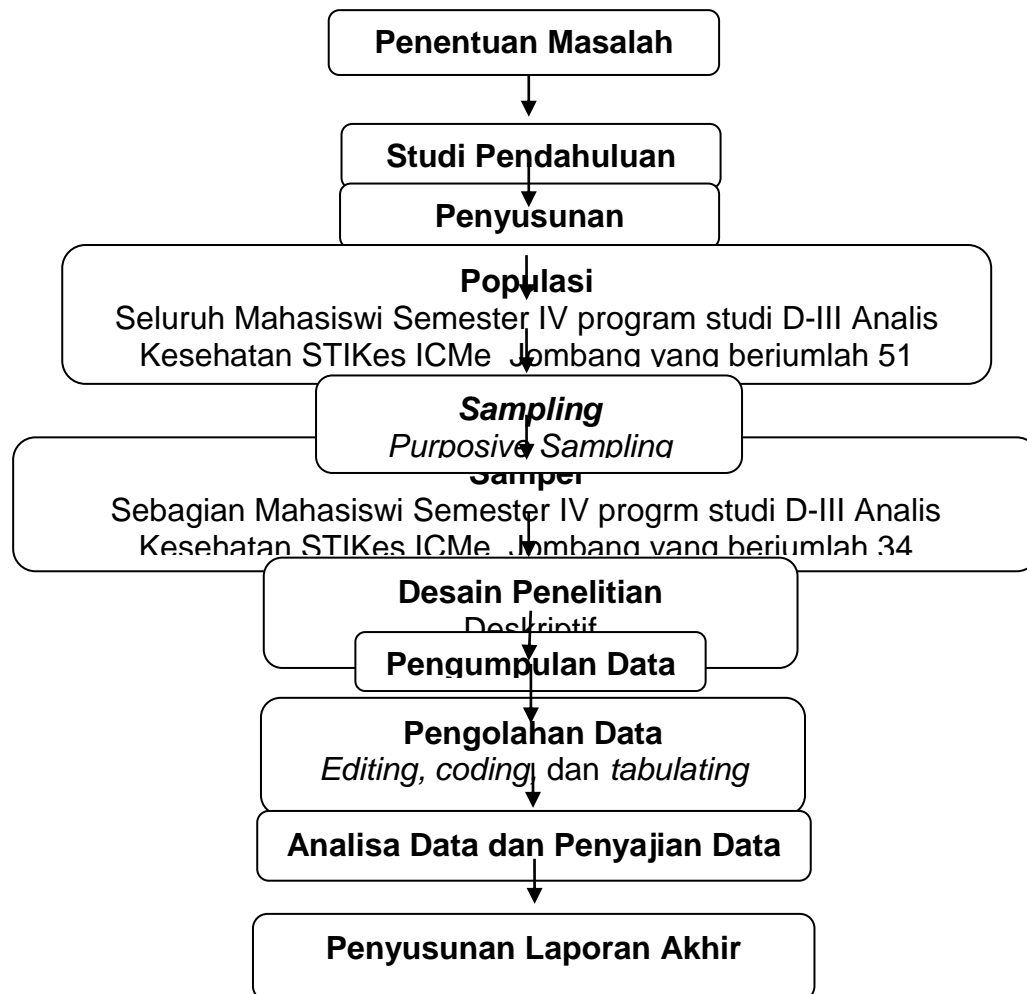 Penentuan Masalah
Studi Pendahuluan
Penyusunan
Populasi
Seluruh Mahasiswi Semester IV program studi D-III Analis
Kesehatan STIKes ICMe Jombang yang berjumlah 51
Sampling
Purposive Sampling
Sampel
Sebagian Mahasiswi Semester IV progrm studi D-III Analis
Kesehatan STIKes ICMe Jombang yang berjumlah 34
Desain Penelitian
Deskriptif
Pengumpulan Data
Pengolahan Data
Editing, coding, dan tabulating
Analisa Data dan Penyajian Data
Penyusunan Laporan Akhir